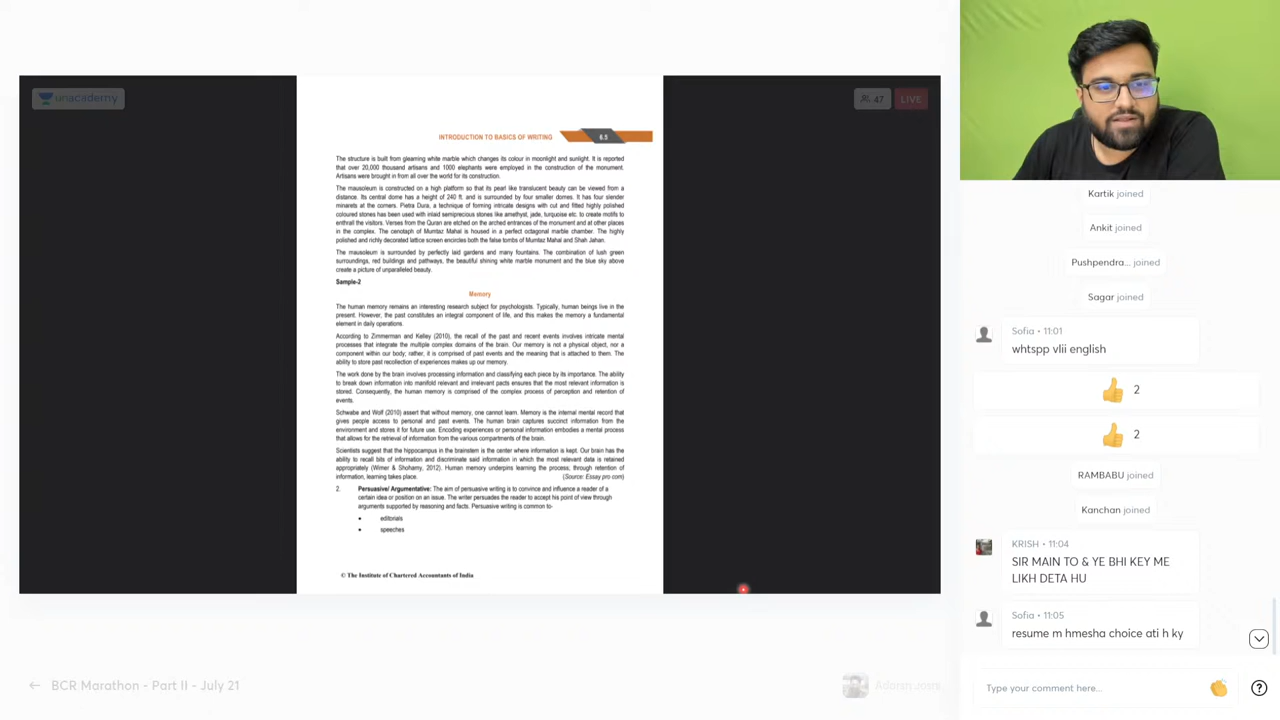 unacademy
47
LIVE
INTRODUCTION TO BASICS OF WRITING
6.5
The structure is built from gleaming white marble which changes its colour in moonlight and sunlight. It is reported
that over 20,000 thousand artisans and 1000 elephants were employed in the construction of the monument.
Artisans were brought in from all over the world for its construction.
The mausoleum is constructed on a high platform so that its pearl like translucent beauty can be viewed from a
distance. Its central dome has a height of 240 ft. and is surrounded by four smaller domes. It has four slender
minarets at the corners. Pietra Dura, a technique of forming intricate designs with cut and fitted highly polished
coloured stones has been used with inlaid semiprecious stones like amethyst, jade, turquoise etc. to create motifs to
enthrall the visitors. Verses from the Quran are etched on the arched entrances of the monument and at other places
in the complex. The cenotaph of Mumtaz Mahal is housed in a perfect octagonal marble chamber. The highly
polished and richly decorated lattice screen encircles both the false tombs of Mumtaz Mahal and Shah Jahan.
The mausoleum is surrounded by perfectly laid gardens and many fountains. The combination of lush green
surroundings, red buildings and pathways, the beautiful shining white marble monument and the blue sky above
create a picture of unparalleled beauty.
Sample-2
Memory
The human memory remains an interesting research subject for psychologists. Typically, human beings live in the
present. However, the past constitutes an integral component of life, and this makes the memory a fundamental
element in daily operations.
According to Zimmerman and Kelley (2010), the recall of the past and recent events involves intricate mental
processes that integrate the multiple complex domains of the brain. Our memory is not a physical object, nor a
component within our body; rather, it is comprised of past events and the meaning that is attached to them. The
ability to store past recollection of experiences makes up our memory.
The work done by the brain involves processing information and classifying each piece by its importance. The ability
to break down information into manifold relevant and irrelevant pacts ensures that the most relevant information is
stored. Consequently, the human memory is comprised of the complex process of perception and retention of
events.
Schwabe and Wolf (2010) assert that without memory, one cannot learn. Memory is the internal mental record that
gives people access to personal and past events. The human brain captures succinct information from the
environment and stores it for future use. Encoding experiences or personal information embodies a mental process
that allows for the retrieval of information from the various compartments of the brain.
Scientists suggest that the hippocampus in the brainstem is the center where information is kept. Our brain has the
ability to recall bits of information and discriminate said information in which the most relevant data is retained
appropriately (Wimer & Shohamy, 2012). Human memory underpins learning the process; through retention of
information, learning takes place. (Source: Essay pro com)
2. Persuasive/ Argumentative: The aim of persuasive writing is to convince and influence a reader of a
certain idea or position on an issue. The writer persuades the reader to accept his point of view through
arguments supported by reasoning and facts. Persuasive writing is common to-
• editorials
• speeches
© The Institute of Chartered Accountants of India
BCR Marathon - Part II - July 21
Adarsh Joshi
Kartik joined
Ankit joined
Pushpendra... joined
Sagar joined
Sofia • 11:01
whtspp vlii english
2
2
RAMBABU joined
Kanchan joined
KRISH • 11:04
SIR MAIN TO & YE BHI KEY ME
LIKH DETA HU
Sofia • 11:05
resume m hmesha choice ati h ky
Type your comment here...